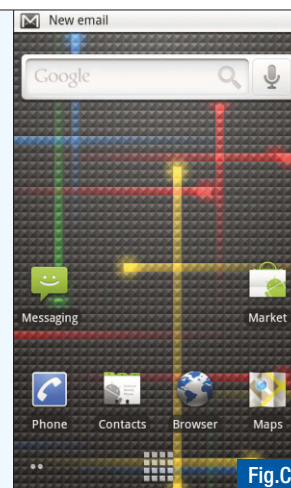 New email
Google
Messaging
Market
Phone
Contacts
Browser
Maps
Fig.C